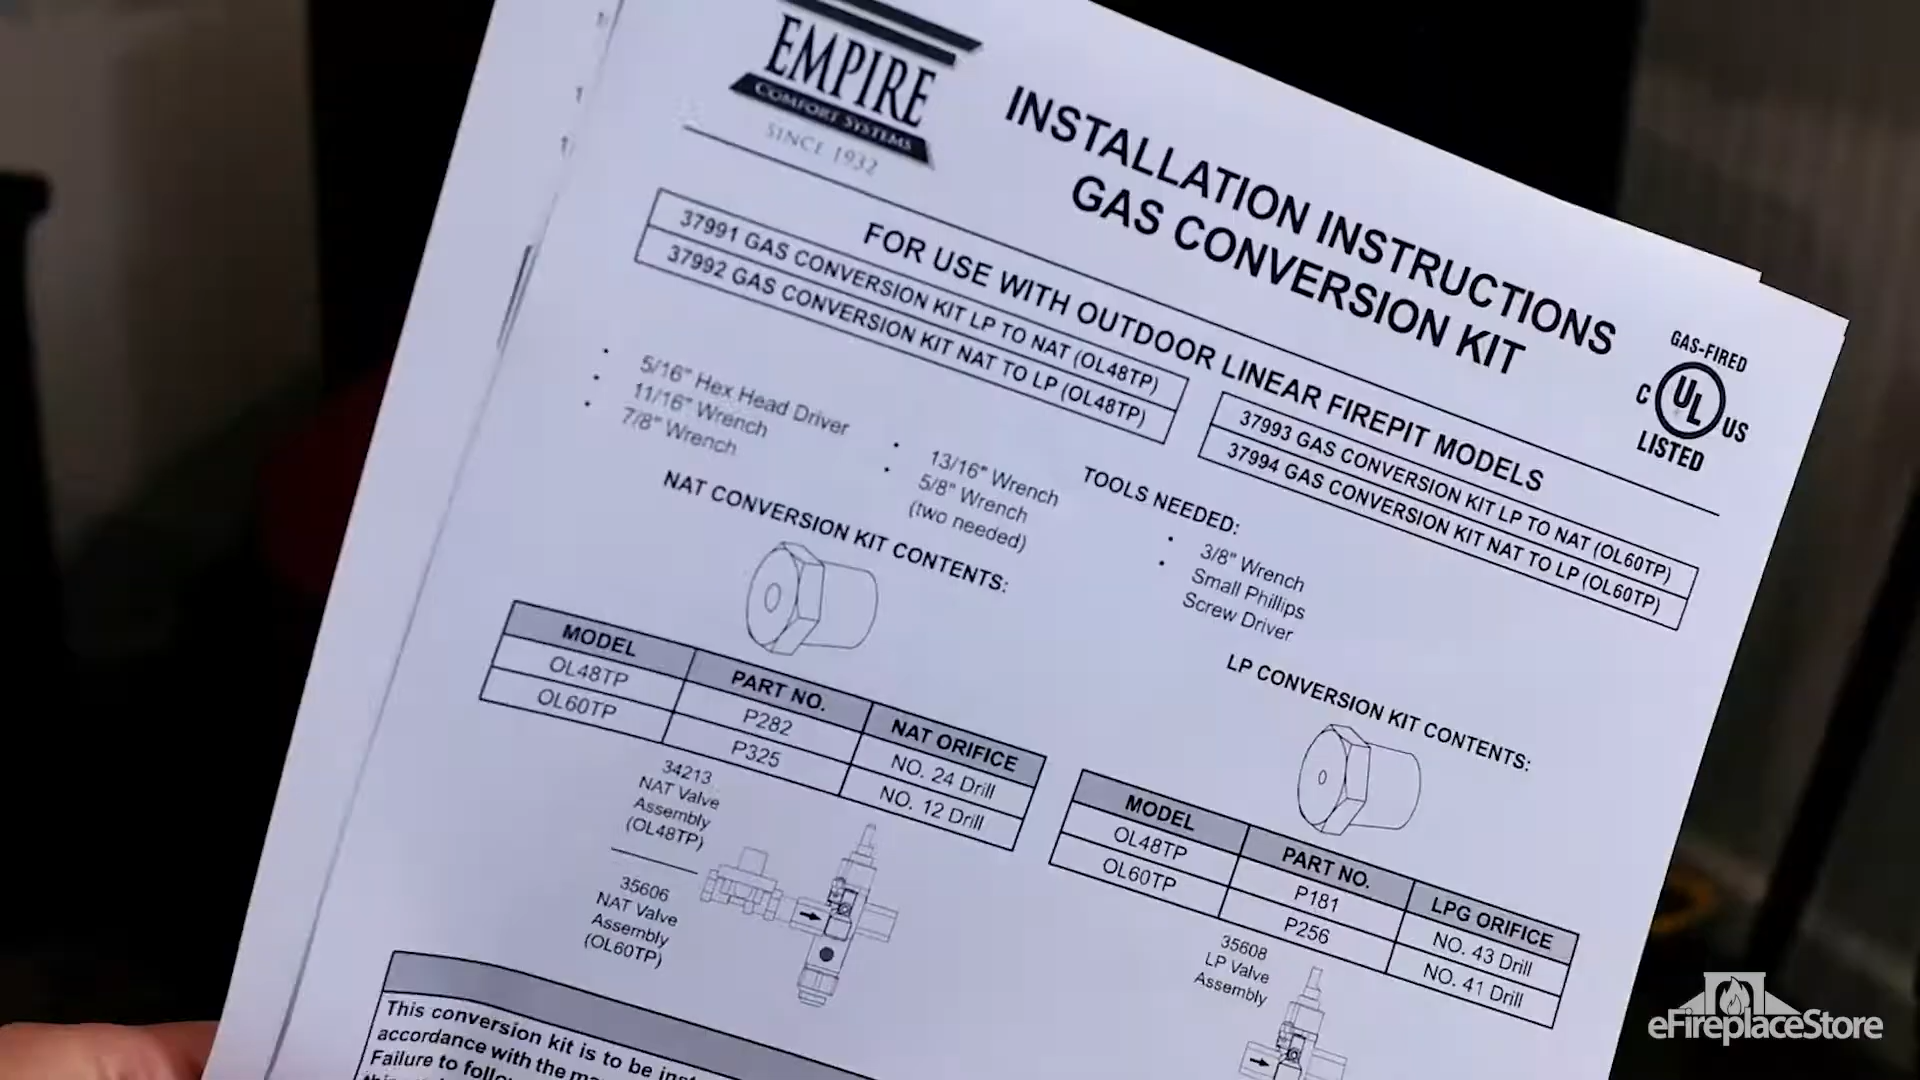 EMPIRE
COMFORT SYSTEMS
SINCE 1932
INSTALLATION INSTRUCTIONS
GAS CONVERSION KIT
GAS-FIRED
C UL US
LISTED
FOR USE WITH OUTDOOR LINEAR FIREPIT MODELS
37991 GAS CONVERSION KIT LP TO NAT (OL48TP)
37992 GAS CONVERSION KIT NAT TO LP (OL48TP)
37993 GAS CONVERSION KIT LP TO NAT (OL60TP)
37994 GAS CONVERSION KIT NAT TO LP (OL60TP)
TOOLS NEEDED:
• 5/16" Hex Head Driver
• 11/16" Wrench
• 7/8" Wrench
• 13/16" Wrench
• 5/8" Wrench
(two needed)
• 3/8" Wrench
• Small Phillips
Screw Driver
NAT CONVERSION KIT CONTENTS:
MODEL PART NO. NAT ORIFICE
OL48TP P282 NO. 24 Drill
OL60TP P325 NO. 12 Drill
34213
NAT Valve
Assembly
(OL48TP)
35606
NAT Valve
Assembly
(OL60TP)
LP CONVERSION KIT CONTENTS:
MODEL PART NO. LPG ORIFICE
OL48TP P181 NO. 43 Drill
OL60TP P256 NO. 41 Drill
35608
LP Valve
Assembly
This conversion kit is to be
accordance with the
Failure to
eFireplaceStore